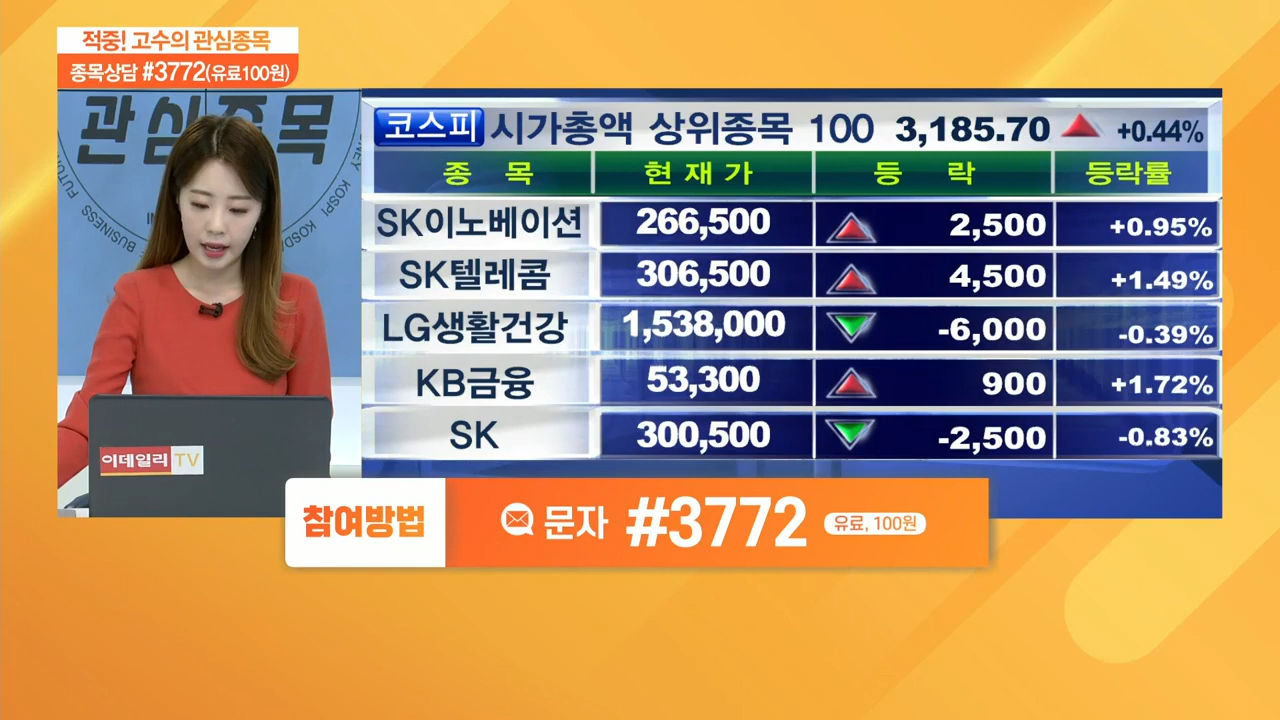 적중! 고수의 관심종목
종목상담 #3772(유료100원)
관심종목
BUSINESS FUTU
KOSPI
KOSD
코스피 시가총액 상위종목 100 3,185.70 ▲ +0.44%
종 목 현재가 등 락 등락률
SK이노베이션 266,500 ▲ 2,500 +0.95%
SK텔레콤 306,500 ▲ 4,500 +1.49%
LG생활건강 1,538,000 ▼ -6,000 -0.39%
KB금융 53,300 ▲ 900 +1.72%
SK 300,500 ▼ -2,500 -0.83%
이데일리TV
참여방법 문자 #3772 유료, 100원